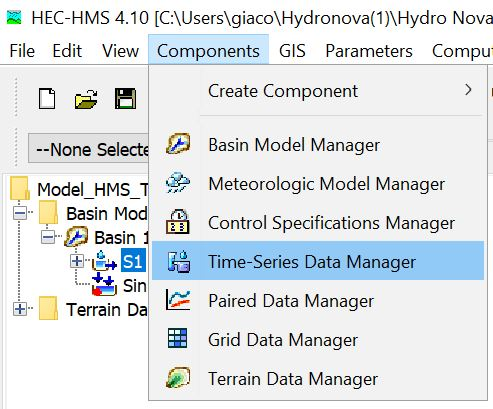 HEC-HMS 4.10 [C:\Users\giaco\Hydronova(1)\Hydro Nova
File Edit View Components GIS Parameters Compu
Create Component
--None Selecte
Basin Model Manager
Model_HMS_T
Meteorologic Model Manager
Basin Mod
Control Specifications Manager
Basin 1
Time-Series Data Manager
S1
Sin
Paired Data Manager
Terrain Da
Grid Data Manager
Terrain Data Manager